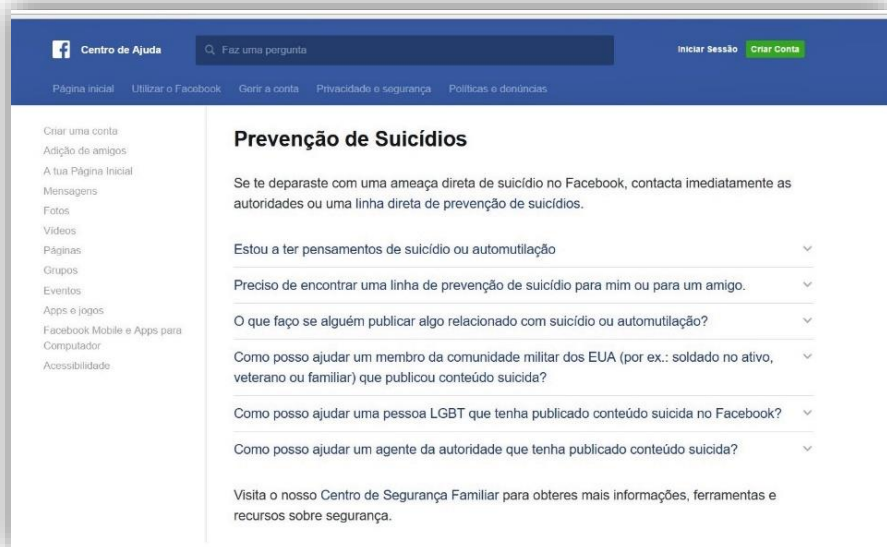 Centro de Ajuda
Faz uma pergunta
Iniciar Sessão Criar Conta
Página inicial Utilizar o Facebook Gerir a conta Privacidade e segurança Políticas e denúncias
Criar uma conta
Adição de amigos
A tua Página Inicial
Mensagens
Fotos
Vídeos
Páginas
Grupos
Eventos
Apps e jogos
Facebook Mobile e Apps para
Computador
Acessibilidade
Prevenção de Suicídios
Se te deparaste com uma ameaça direta de suicídio no Facebook, contacta imediatamente as
autoridades ou uma linha direta de prevenção de suicídios.
Estou a ter pensamentos de suicídio ou automutilação
Preciso de encontrar uma linha de prevenção de suicídio para mim ou para um amigo.
O que faço se alguém publicar algo relacionado com suicídio ou automutilação?
Como posso ajudar um membro da comunidade militar dos EUA (por ex.: soldado no ativo,
veterano ou familiar) que publicou conteúdo suicida?
Como posso ajudar uma pessoa LGBT que tenha publicado conteúdo suicida no Facebook?
Como posso ajudar um agente da autoridade que tenha publicado conteúdo suicida?
Visita o nosso Centro de Segurança Familiar para obteres mais informações, ferramentas e
recursos sobre segurança.